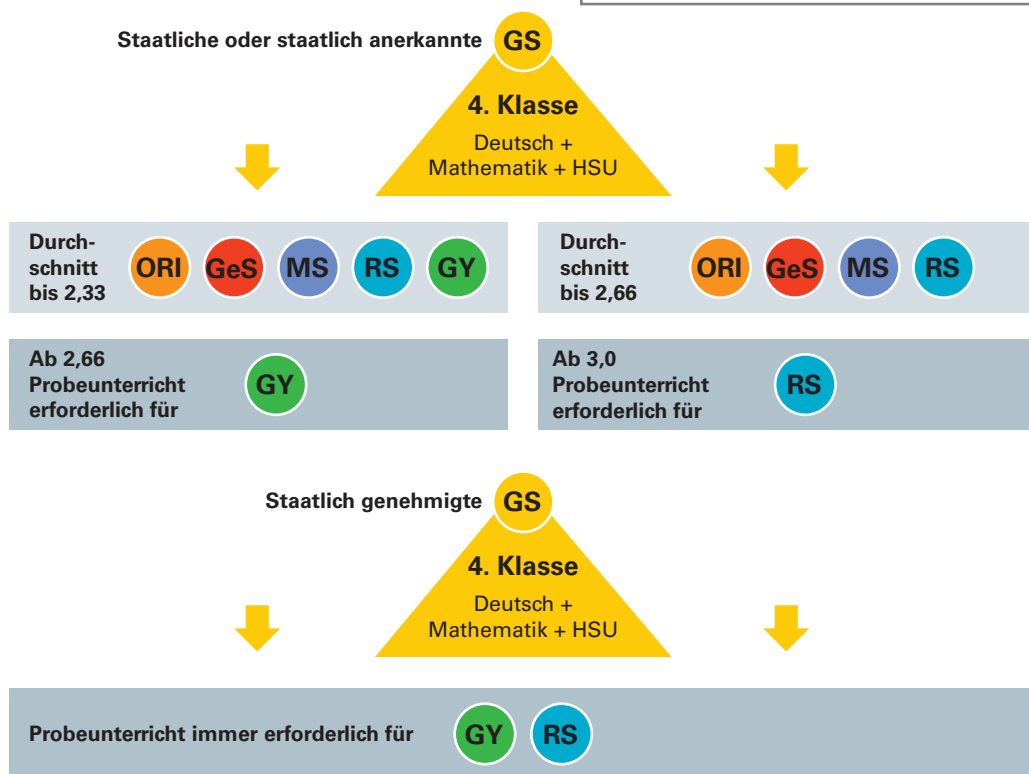 Staatliche oder staatlich anerkannte GS
4. Klasse
Deutsch +
Mathematik + HSU
Durch-
schnitt
bis 2,33
ORI GeS MS RS GY
Durch-
schnitt
bis 2,66
ORI GeS MS RS
Ab 2,66
Probeunterricht
erforderlich für
GY
Ab 3,0
Probeunterricht
erforderlich für
RS
Staatlich genehmigte GS
4. Klasse
Deutsch +
Mathematik + HSU
Probeunterricht immer erforderlich für GY RS